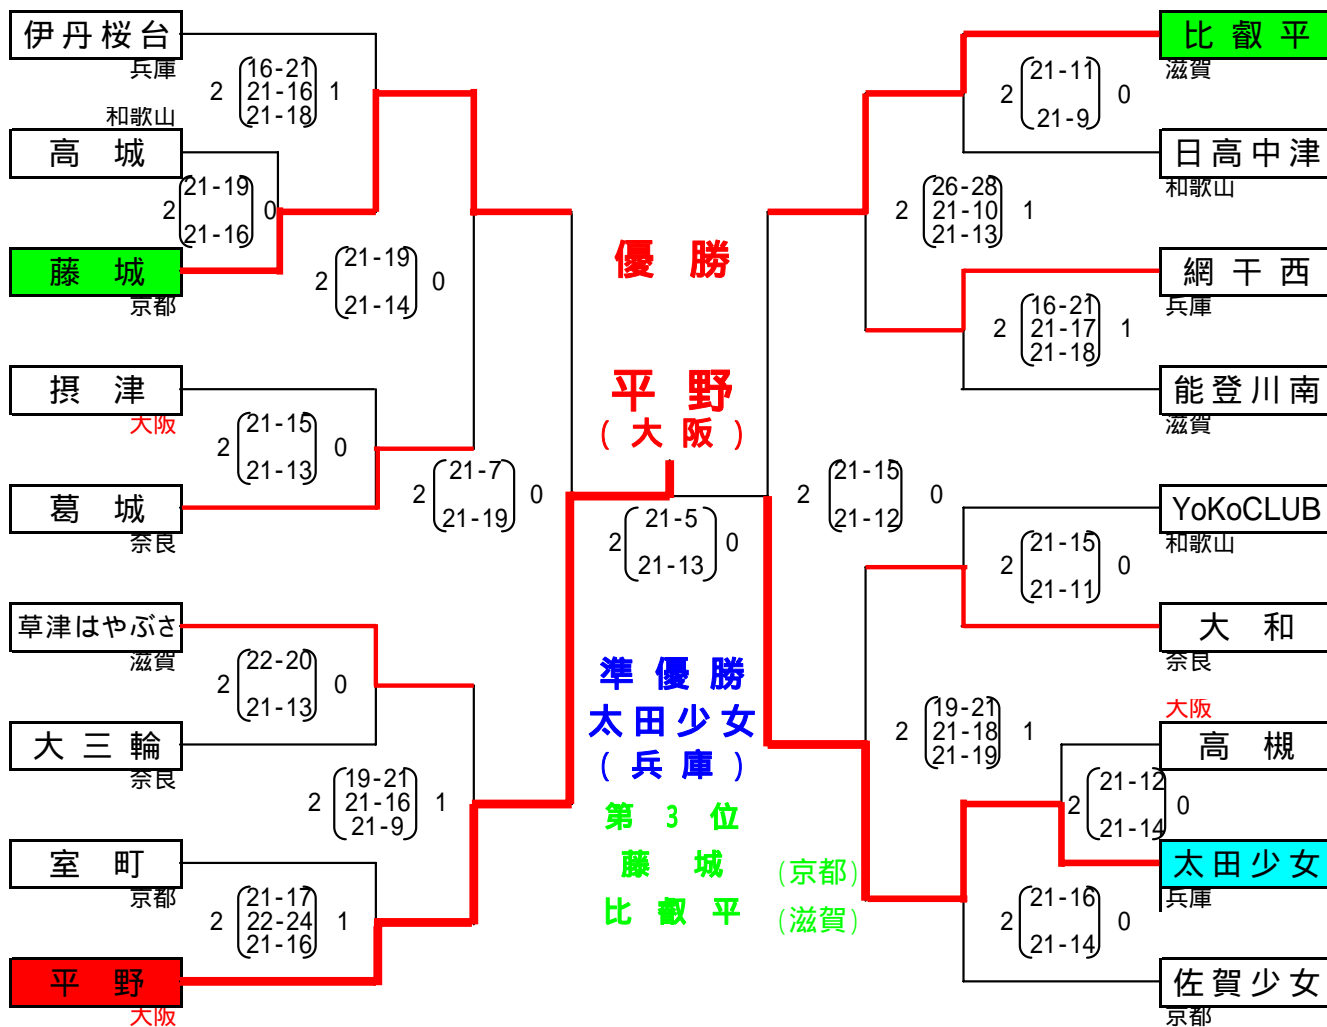 伊丹桜台
兵庫
2 16-21 1
21-16
21-18
和歌山
高城
2 21-19 0
21-16
藤城
京都
2 21-19 0
21-14
摂津
大阪
2 21-15 0
21-13
葛城
奈良
2 21-7 0
21-19
草津はやぶさ
滋賀
2 22-20 0
21-13
大三輪
奈良
2 19-21 1
21-16
21-9
室町
京都
2 21-17 1
22-24
21-16
平野
大阪
優勝
平野
(大阪)
2 21-5 0
21-13
準優勝
太田少女
(兵庫)
第3位
藤城 (京都)
比叡平 (滋賀)
比叡平
滋賀
2 21-11 0
21-9
日高中津
和歌山
2 26-28 1
21-10
21-13
網干西
兵庫
2 16-21 1
21-17
21-18
能登川南
滋賀
2 21-15 0
21-12
YoKoCLUB
和歌山
2 21-15 0
21-11
大和
奈良
2 19-21 1
21-18
21-19
大阪
高槻
2 21-12 0
21-14
太田少女
兵庫
2 21-16 0
21-14
佐賀少女
京都